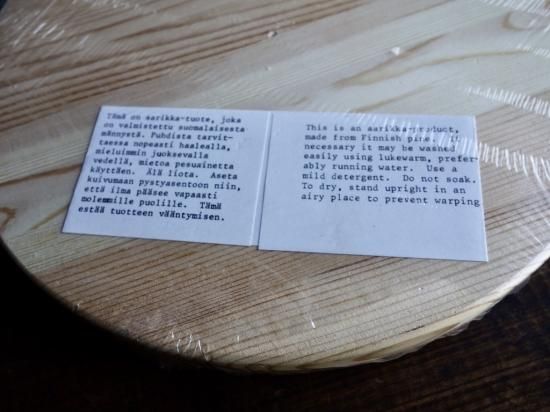 Tämä on aarikka-tuote, joka
on valmistettu suomalaisesta
männystä. Puhdista tarvit-
taessa nopeasti haalealla,
mieluimmin juoksevalla
vedellä, mietoa pesuainetta
käyttäen. Älä liota. Aseta
kuivumaan pystyasentoon niin,
että ilma pääsee vapaasti
molemmille puolille. Tämä
estää tuotteen vääntymisen.
This is an aarikka-product,
made from Finnish pine. If
necessary it may be washed
easily using lukewarm, prefer-
ably running water. Use a
mild detergent. Do not soak.
To dry, stand upright in an
airy place to prevent warping